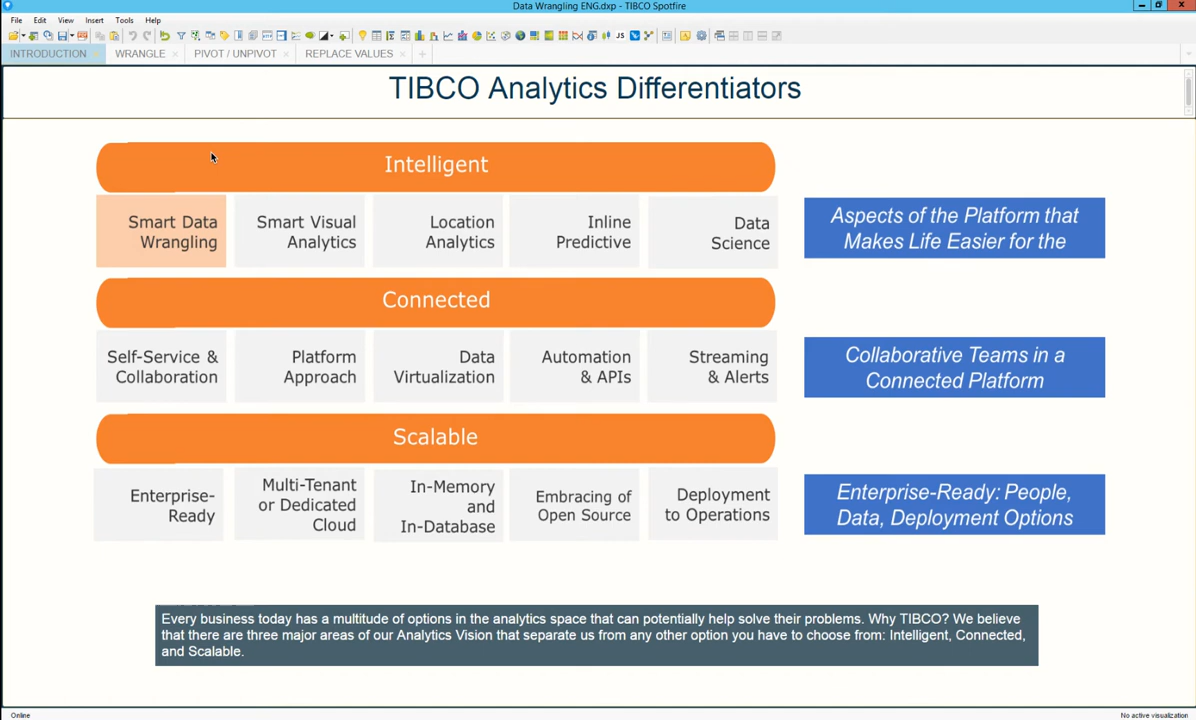 Data Wrangling ENG.dxp - TIBCO Spotfire
File Edit View Insert Tools Help
JS
INTRODUCTION WRANGLE × PIVOT / UNPIVOT × REPLACE VALUES × +
TIBCO Analytics Differentiators
Intelligent
Smart Data
Wrangling
Smart Visual
Analytics
Location
Analytics
Inline
Predictive
Data
Science
Aspects of the Platform that
Makes Life Easier for the
Connected
Self-Service &
Collaboration
Platform
Approach
Data
Virtualization
Automation
& APIs
Streaming
& Alerts
Collaborative Teams in a
Connected Platform
Scalable
Enterprise-
Ready
Multi-Tenant
or Dedicated
Cloud
In-Memory
and
In-Database
Embracing of
Open Source
Deployment
to Operations
Enterprise-Ready: People,
Data, Deployment Options
Every business today has a multitude of options in the analytics space that can potentially help solve their problems. Why TIBCO? We believe
that there are three major areas of our Analytics Vision that separate us from any other option you have to choose from: Intelligent, Connected,
and Scalable.
Online No active visualization